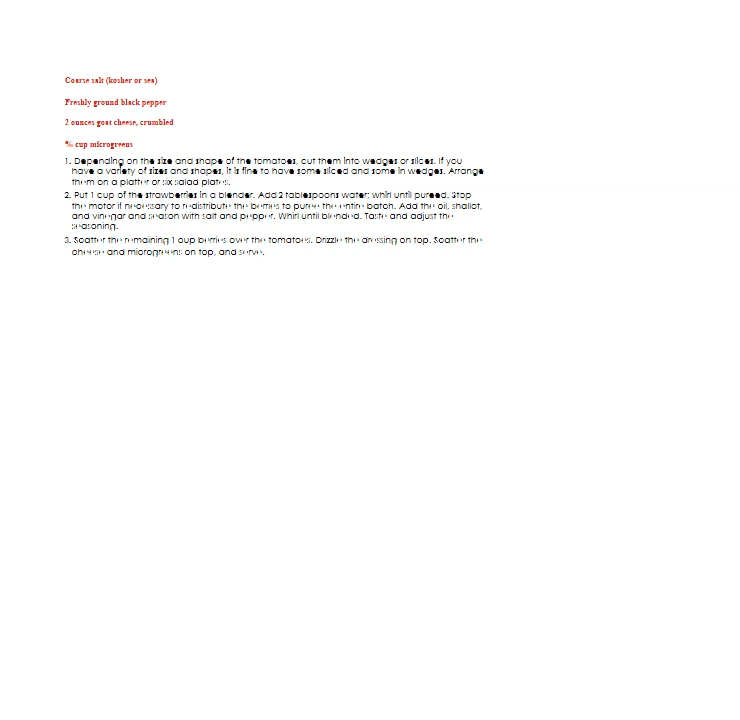 Coarse salt (kosher or sea)
Freshly ground black pepper
2 ounces goat cheese, crumbled
% cup microgreens
1. Depending on the size and shape of the tomatoes, cut them into wedges or slices. If you
have a variety of sizes and shapes, it is fine to have some sliced and some in wedges. Arrange
them on a platter or six salad plates.
2. Put 1 cup of the strawberries in a blender. Add 2 tablespoons water; whirl until pureed. Stop
the motor if necessary to redistribute the berries to puree the entire batch. Add the oil, shallot,
and vinegar and season with salt and pepper. Whirl until blended. Taste and adjust the
seasoning.
3. Scatter the remaining 1 cup berries over the tomatoes. Drizzle the dressing on top. Scatter the
cheese and microgreens on top, and serve.